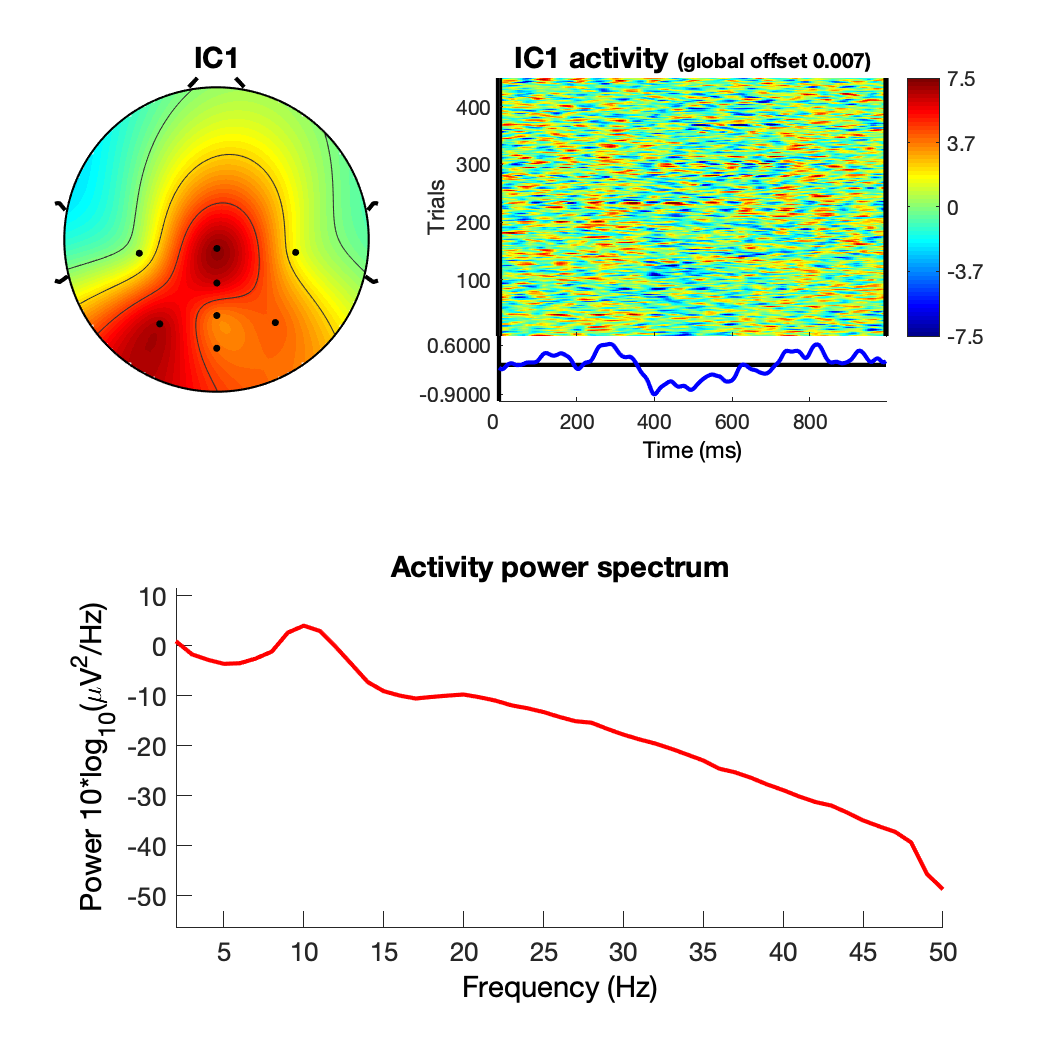 IC1
IC1 activity (global offset 0.007)
Trials
400
300
200
100
7.5
3.7
0
-3.7
-7.5
0.6000
-0.9000
0 200 400 600 800
Time (ms)
Activity power spectrum
Power 10*log10(μV2/Hz)
10
0
-10
-20
-30
-40
-50
5 10 15 20 25 30 35 40 45 50
Frequency (Hz)